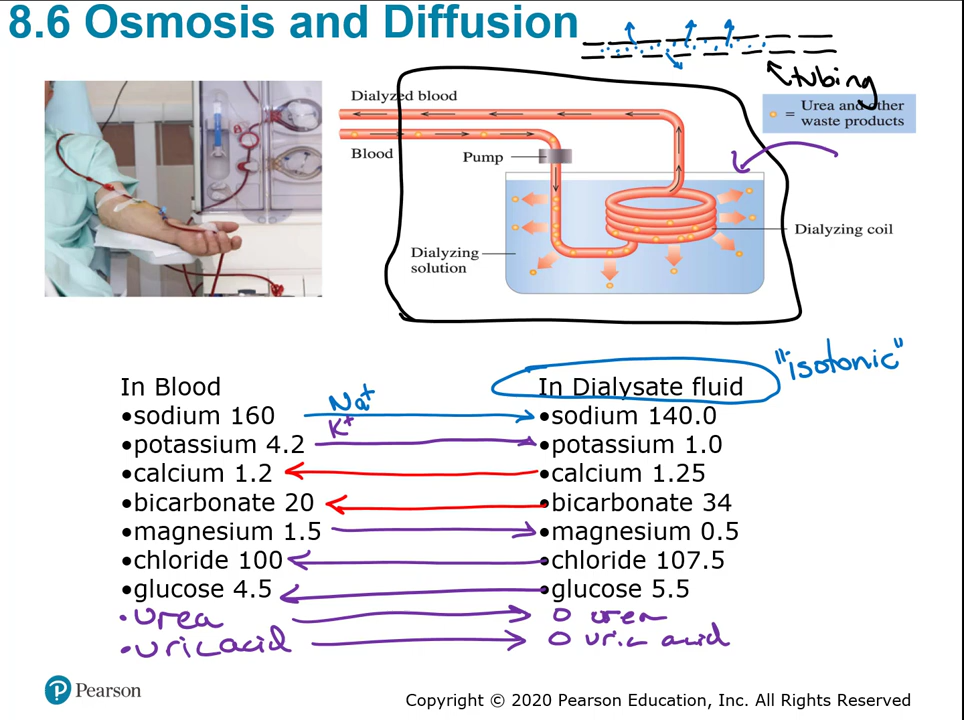 8.6 Osmosis and Diffusion
tubing
Dialyzed blood
= Urea and other
waste products
Blood
Pump
Dialyzing coil
Dialyzing
solution
"isotonic"
In Blood
•sodium 160
•potassium 4.2
•calcium 1.2
•bicarbonate 20
•magnesium 1.5
•chloride 100
•glucose 4.5
•urea
•uric acid
Na+
K+
In Dialysate fluid
•sodium 140.0
•potassium 1.0
•calcium 1.25
•bicarbonate 34
•magnesium 0.5
•chloride 107.5
•glucose 5.5
0 urea
0 uric acid
P Pearson
Copyright © 2020 Pearson Education, Inc. All Rights Reserved